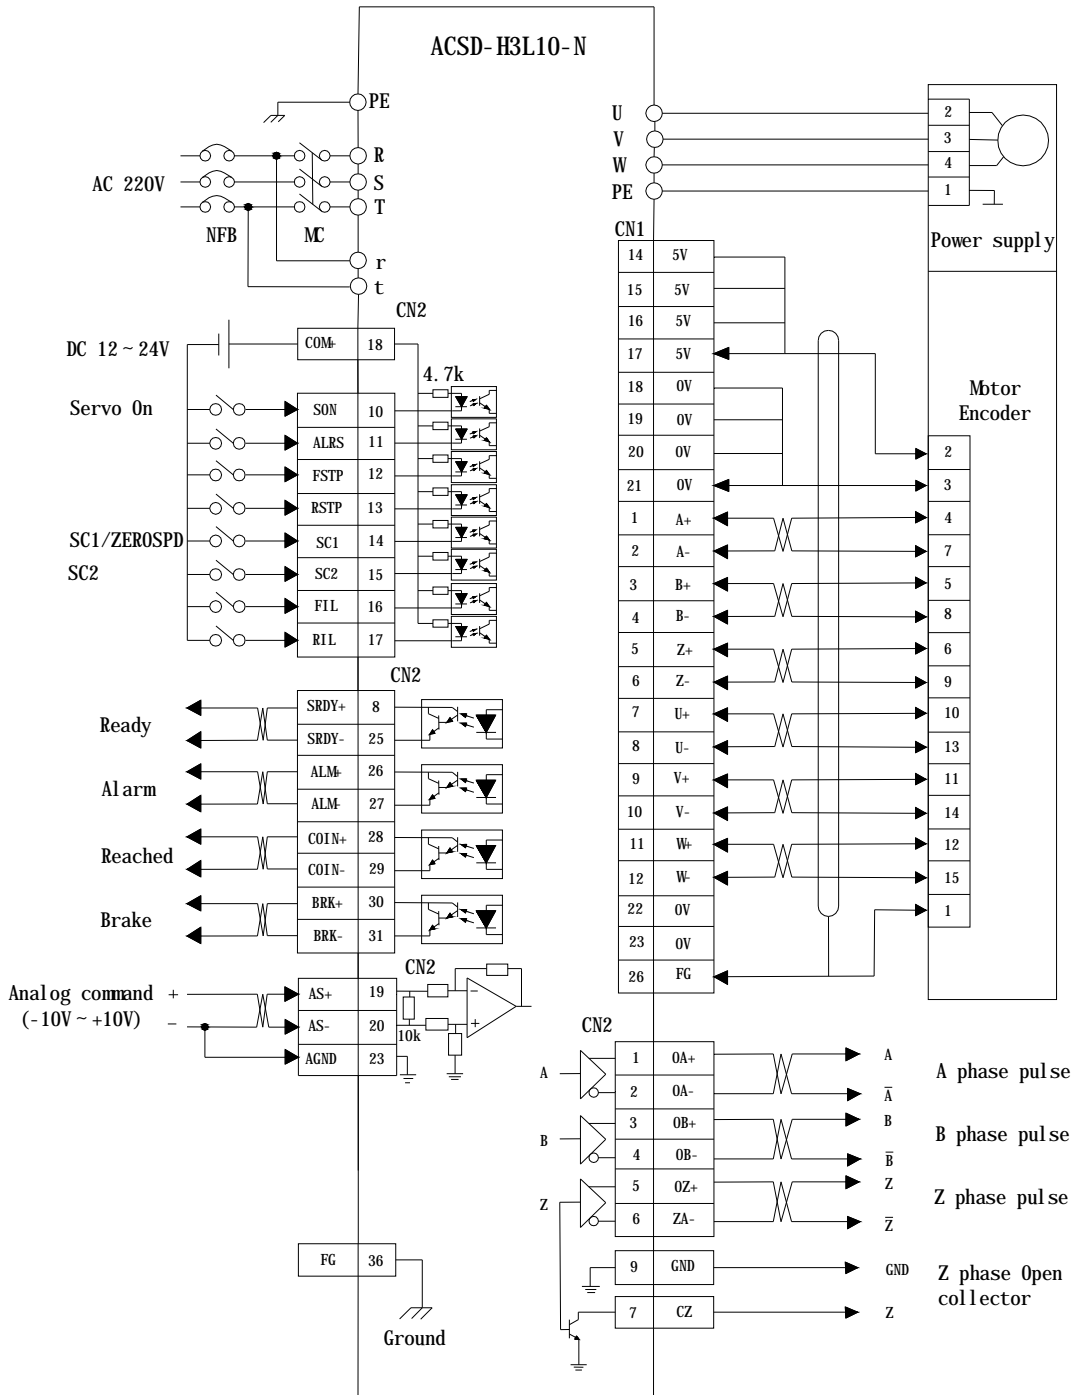 ACSD-H3L10-N
PE
R
AC 220V
S
T
NFB
MC
r
t
CN2
DC 12~24V
COM+ 18
4.7k
Servo On
SON 10
ALRS 11
FSTP 12
RSTP 13
SC1/ZEROSPD
SC1 14
SC2
SC2 15
FIL 16
RIL 17
CN2
Ready
SRDY+ 8
SRDY- 25
Alarm
ALM+ 26
ALM- 27
Reached
COIN+ 28
COIN- 29
Brake
BRK+ 30
BRK- 31
CN2
Analog command +
(-10V~+10V) -
AS+ 19
AS- 20
10k
- 
+
AGND 23
FG 36
Ground
U
V
W
PE
2
3
4
1
Power supply
CN1
14 5V
15 5V
16 5V
17 5V
18 0V
19 0V
20 0V
21 0V
1 A+
2 A-
3 B+
4 B-
5 Z+
6 Z-
7 U+
8 U-
9 V+
10 V-
11 W+
12 W-
22 0V
23 0V
26 FG
Motor
Encoder
2
3
4
7
5
8
6
9
10
13
11
14
12
15
1
CN2
A
1 OA+
A
2 OA-
A̅
A phase pulse
B
3 OB+
B
4 OB-
B̅
B phase pulse
Z
5 OZ+
Z
6 ZA-
Z̅
Z phase pulse
9 GND
GND
7 CZ
Z
Z phase Open
collector